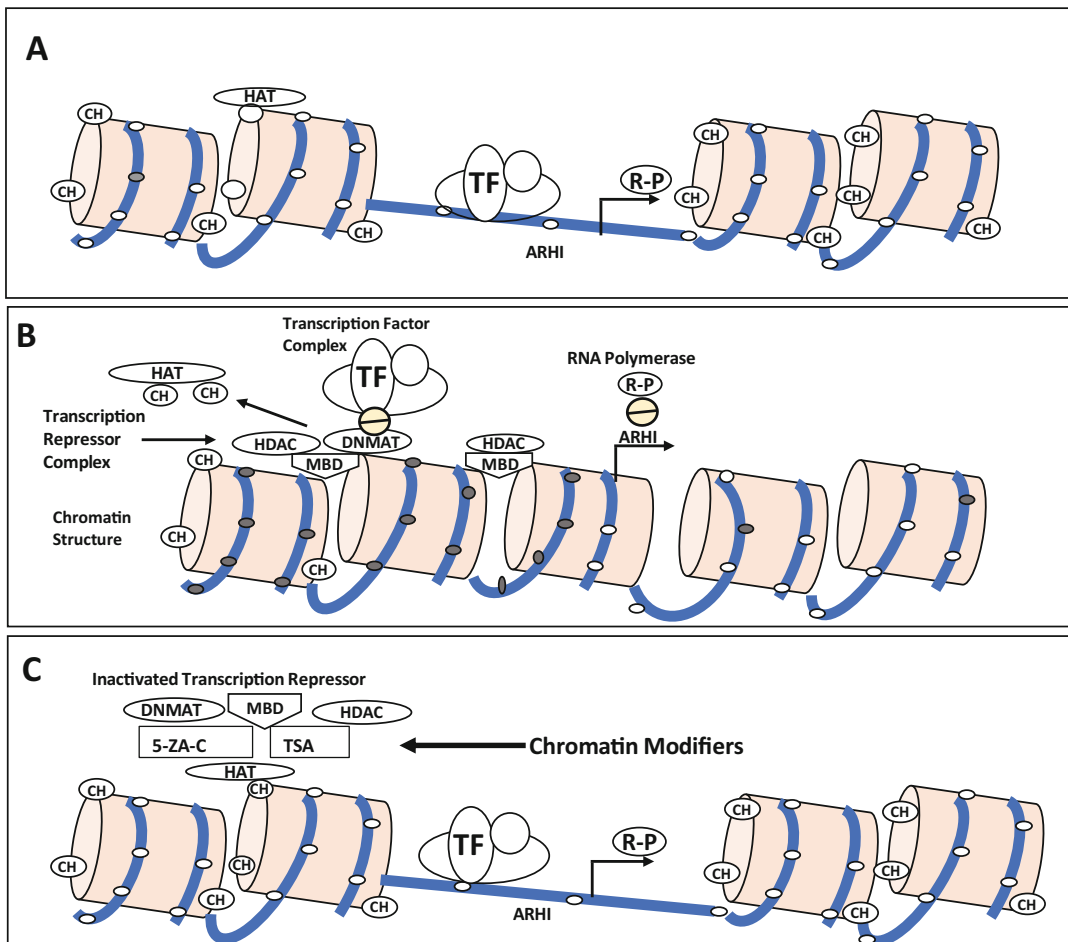 A
HAT
CH
CH
CH
CH
TF
R-P
ARHI
CH
CH
CH
CH
CH
CH
B
Transcription Factor
Complex
TF
HAT
CH
CH
RNA Polymerase
R-P
ARHI
Transcription
Repressor
Complex
HDAC
DNMAT
MBD
HDAC
MBD
CH
CH
CH
Chromatin
Structure
C
Inactivated Transcription Repressor
DNMAT
MBD
HDAC
5-ZA-C
TSA
Chromatin Modifiers
HAT
CH
CH
CH
CH
CH
CH
TF
R-P
ARHI
CH
CH
CH
CH
CH
CH